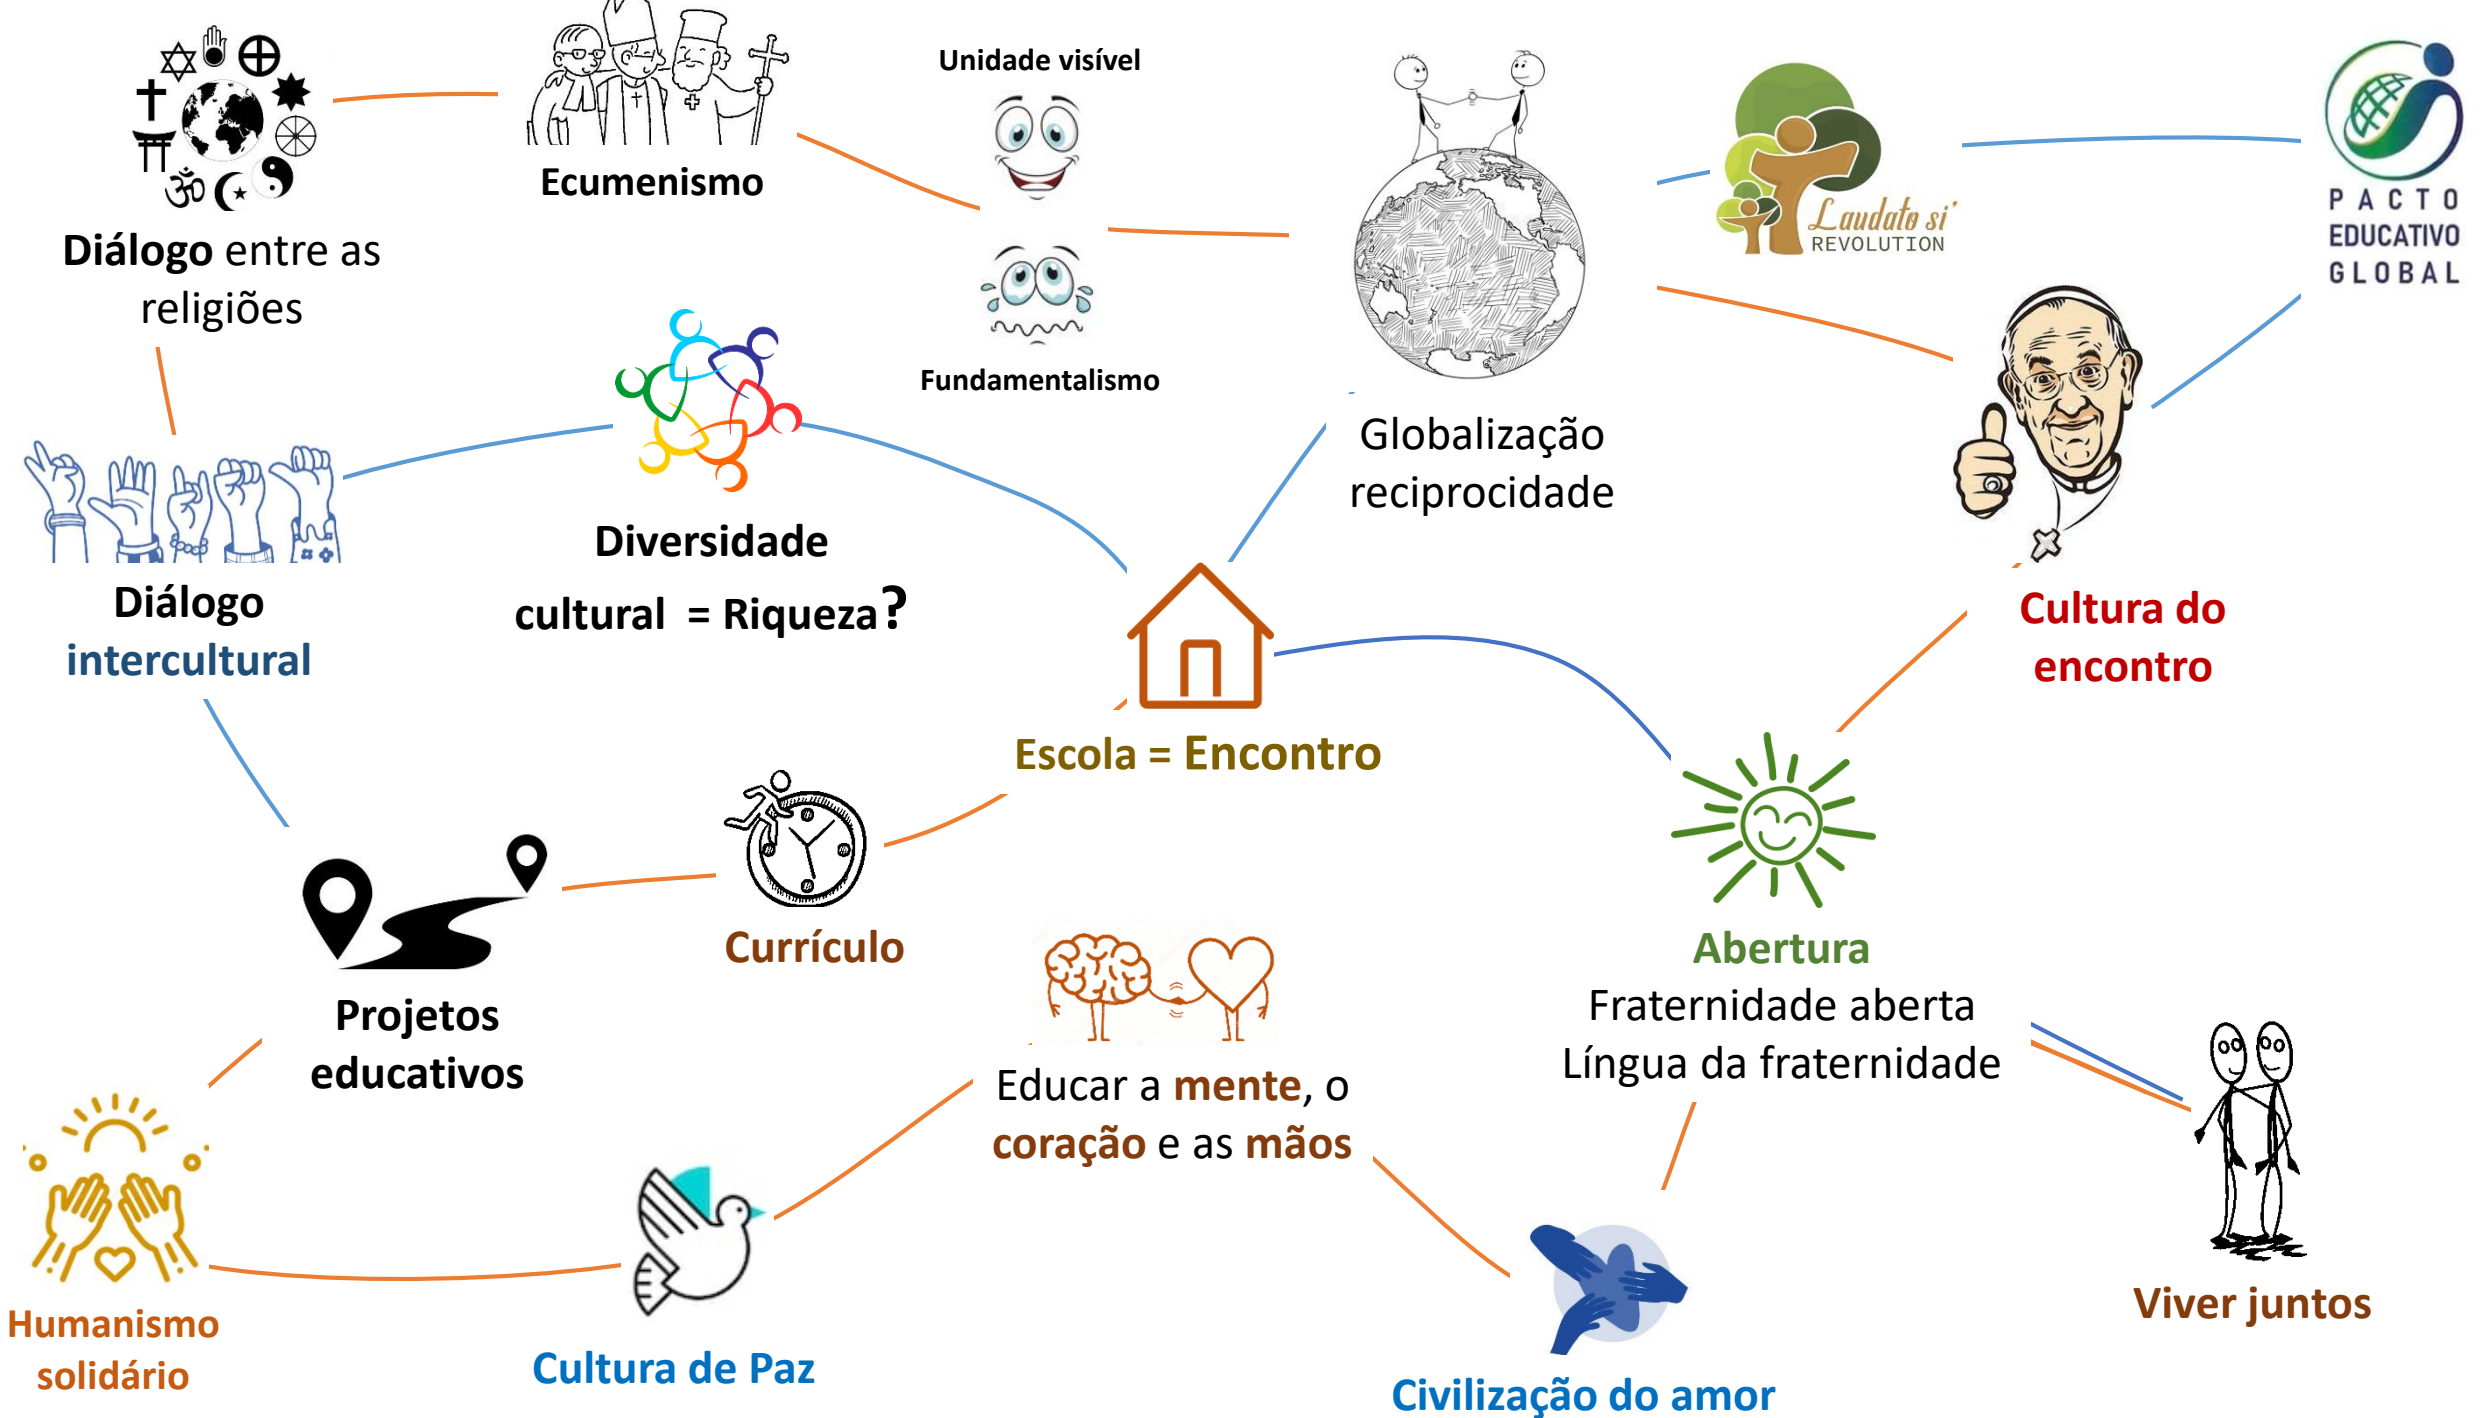 Unidade visível
Ecumenismo
Laudato si'
REVOLUTION
PACTO
EDUCATIVO
GLOBAL
Diálogo entre as
religiões
Fundamentalismo
Globalização
reciprocidade
Diversidade
cultural = Riqueza?
Diálogo
intercultural
Cultura do
encontro
Escola = Encontro
Currículo
Abertura
Fraternidade aberta
Língua da fraternidade
Projetos
educativos
Educar a mente, o
coração e as mãos
Viver juntos
Humanismo
solidário
Cultura de Paz
Civilização do amor